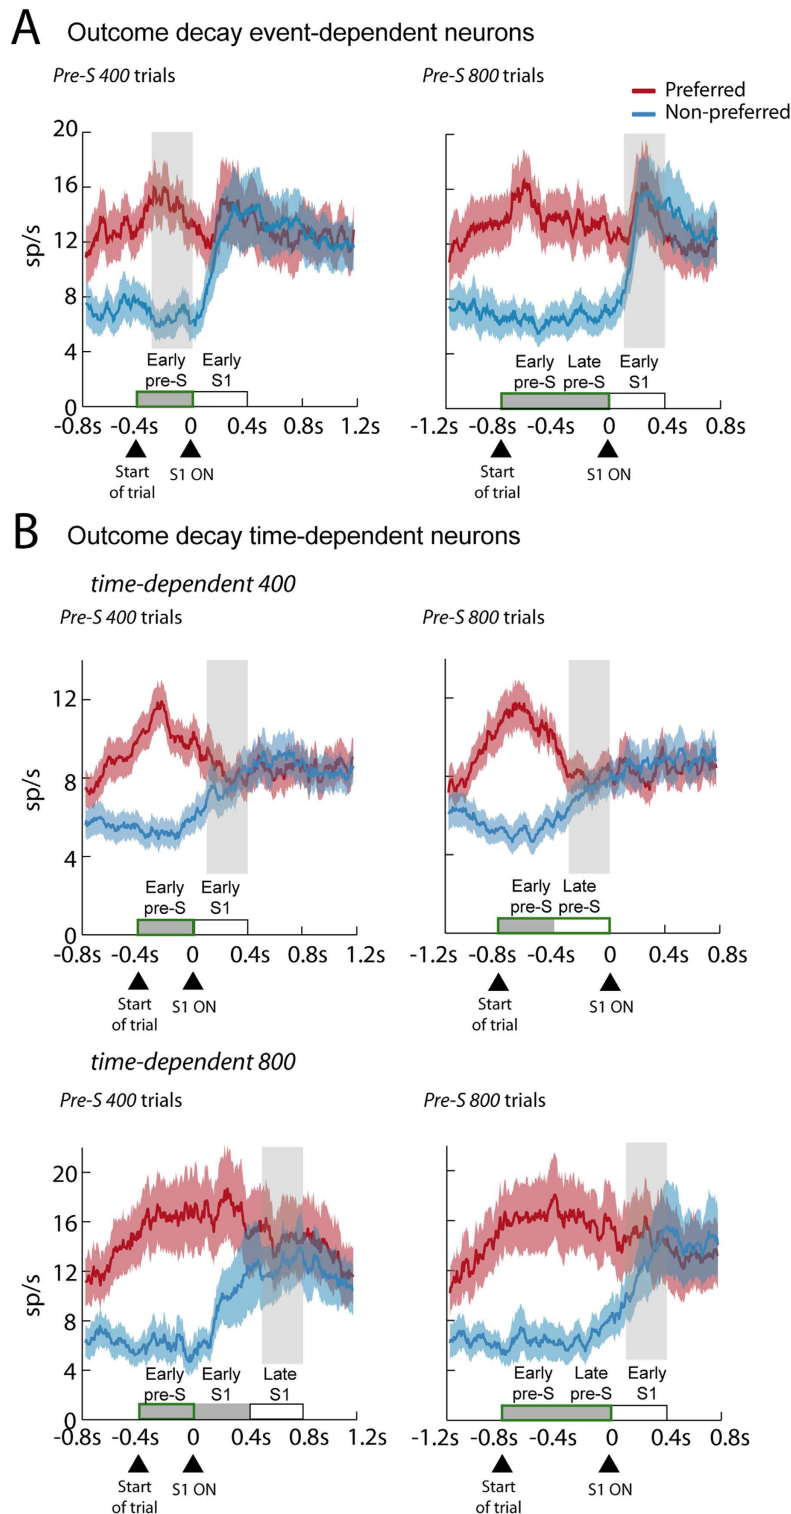 A Outcome decay event-dependent neurons
Pre-S 400 trials
Pre-S 800 trials
Preferred
Non-preferred
20
16
12
8
4
0
sp/s
Early pre-S
Early S1
-0.8s -0.4s 0 0.4s 0.8s 1.2s
Start of trial
S1 ON
Early pre-S
Late pre-S
Early S1
-1.2s -0.8s -0.4s 0 0.4s 0.8s
Start of trial
S1 ON
B Outcome decay time-dependent neurons
time-dependent 400
Pre-S 400 trials
Pre-S 800 trials
12
8
4
0
sp/s
Early pre-S
Early S1
-0.8s -0.4s 0 0.4s 0.8s 1.2s
Start of trial
S1 ON
Early pre-S
Late pre-S
-1.2s -0.8s -0.4s 0 0.4s 0.8s
Start of trial
S1 ON
time-dependent 800
Pre-S 400 trials
Pre-S 800 trials
20
16
12
8
4
0
sp/s
Early pre-S
Early S1
Late S1
-0.8s -0.4s 0 0.4s 0.8s 1.2s
Start of trial
S1 ON
Early pre-S
Late pre-S
Early S1
-1.2s -0.8s -0.4s 0 0.4s 0.8s
Start of trial
S1 ON